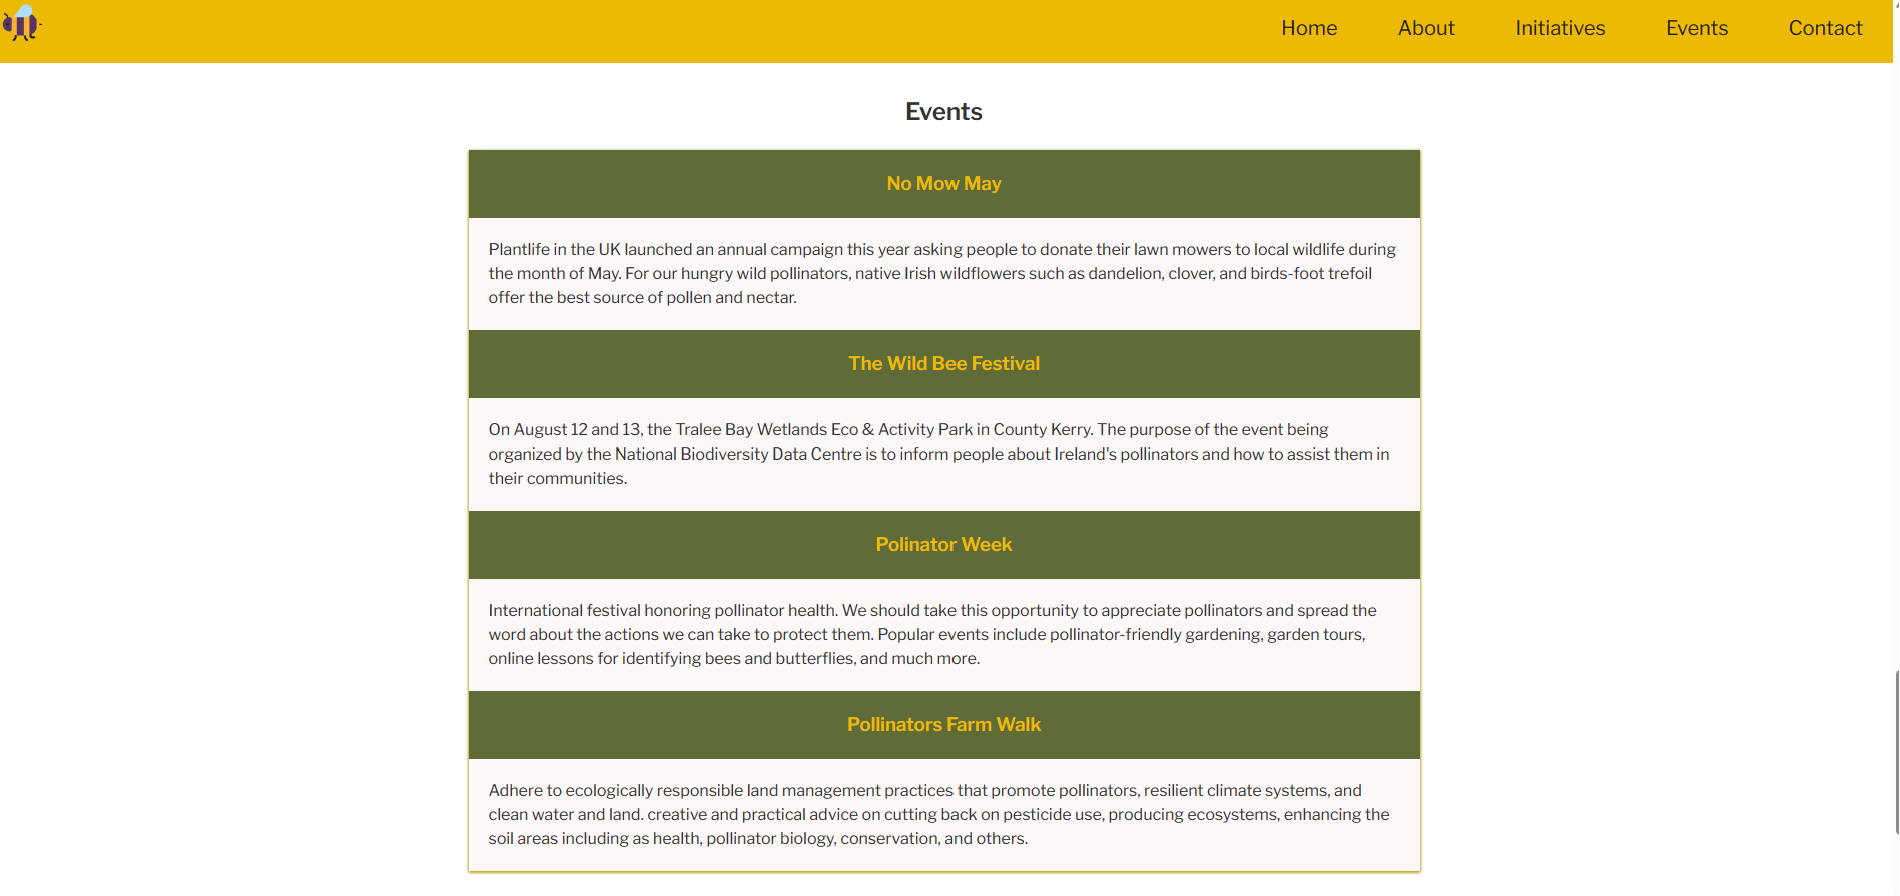 Home About Initiatives Events Contact
Events
No Mow May
Plantlife in the UK launched an annual campaign this year asking people to donate their lawn mowers to local wildlife during
the month of May. For our hungry wild pollinators, native Irish wildflowers such as dandelion, clover, and birds-foot trefoil
offer the best source of pollen and nectar.
The Wild Bee Festival
On August 12 and 13, the Tralee Bay Wetlands Eco & Activity Park in County Kerry. The purpose of the event being
organized by the National Biodiversity Data Centre is to inform people about Ireland's pollinators and how to assist them in
their communities.
Polinator Week
International festival honoring pollinator health. We should take this opportunity to appreciate pollinators and spread the
word about the actions we can take to protect them. Popular events include pollinator-friendly gardening, garden tours,
online lessons for identifying bees and butterflies, and much more.
Pollinators Farm Walk
Adhere to ecologically responsible land management practices that promote pollinators, resilient climate systems, and
clean water and land. creative and practical advice on cutting back on pesticide use, producing ecosystems, enhancing the
soil areas including as health, pollinator biology, conservation, and others.